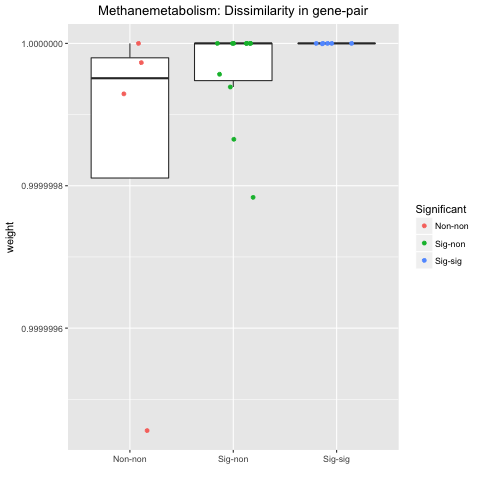 Methanemetabolism: Dissimilarity in gene-pair
1.0000000
0.9999998
0.9999996
weight
Non-non
Sig-non
Sig-sig
Significant
Non-non
Sig-non
Sig-sig